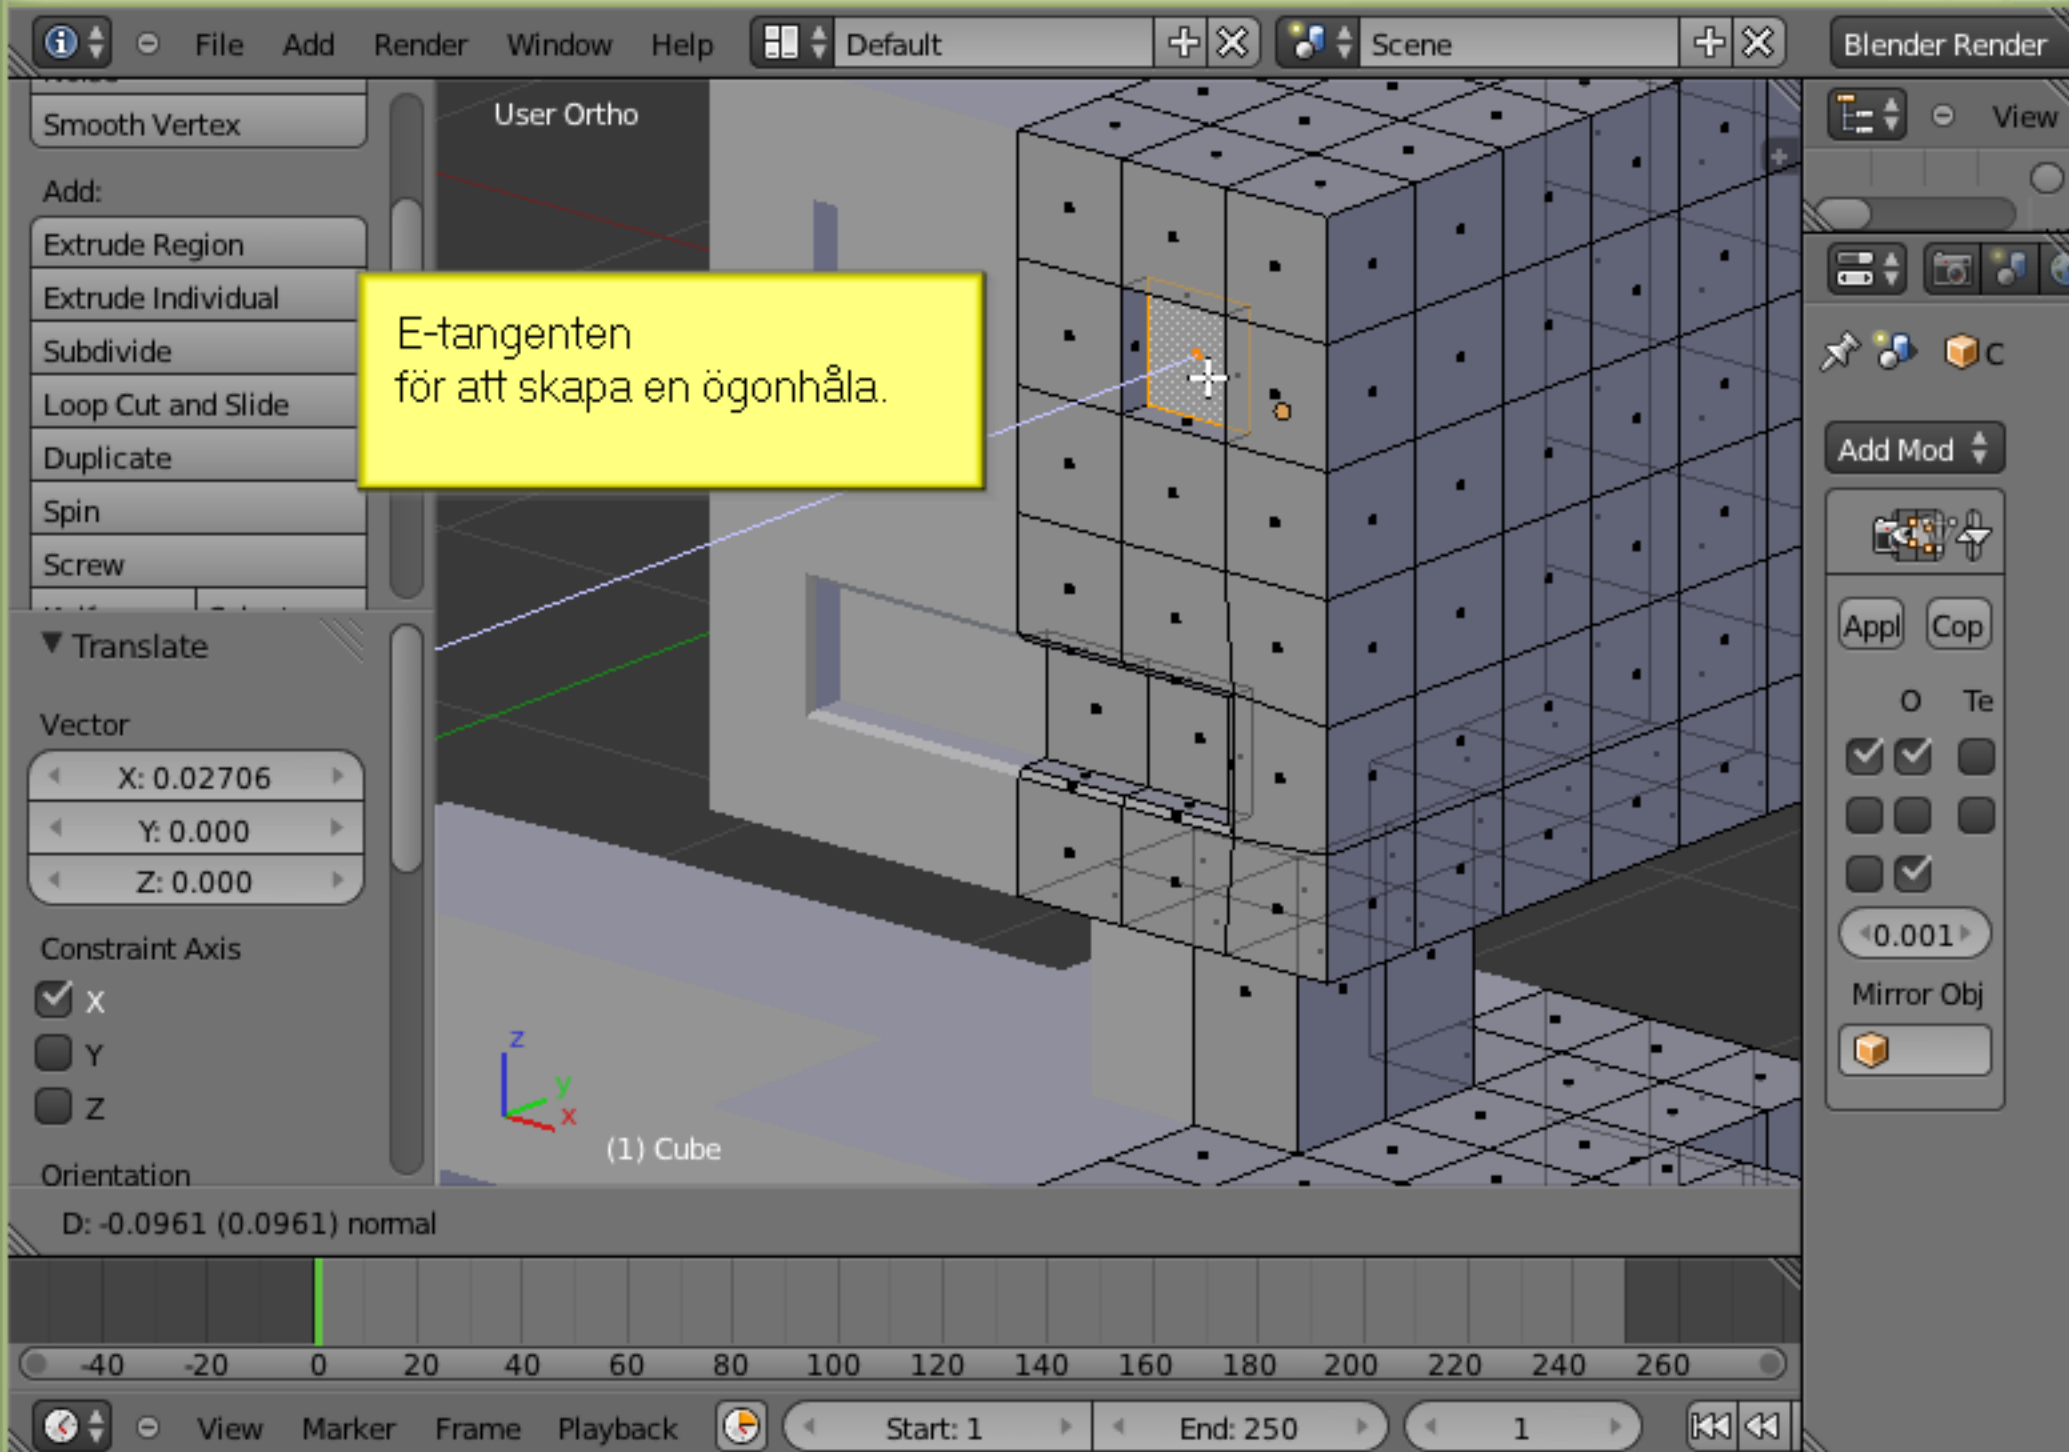 File Add Render Window Help Default Scene Blender Render
Smooth Vertex
Add:
Extrude Region
Extrude Individual
Subdivide
Loop Cut and Slide
Duplicate
Spin
Screw
Translate
Vector
X: 0.02706
Y: 0.000
Z: 0.000
Constraint Axis
X
Y
Z
Orientation
User Ortho
E-tangenten
för att skapa en ögonhåla.
z
y
x
(1) Cube
View
C
Add Mod
Appl Cop
O Te
0.001
Mirror Obj
D: -0.0961 (0.0961) normal
-40 -20 0 20 40 60 80 100 120 140 160 180 200 220 240 260
View Marker Frame Playback Start: 1 End: 250 1